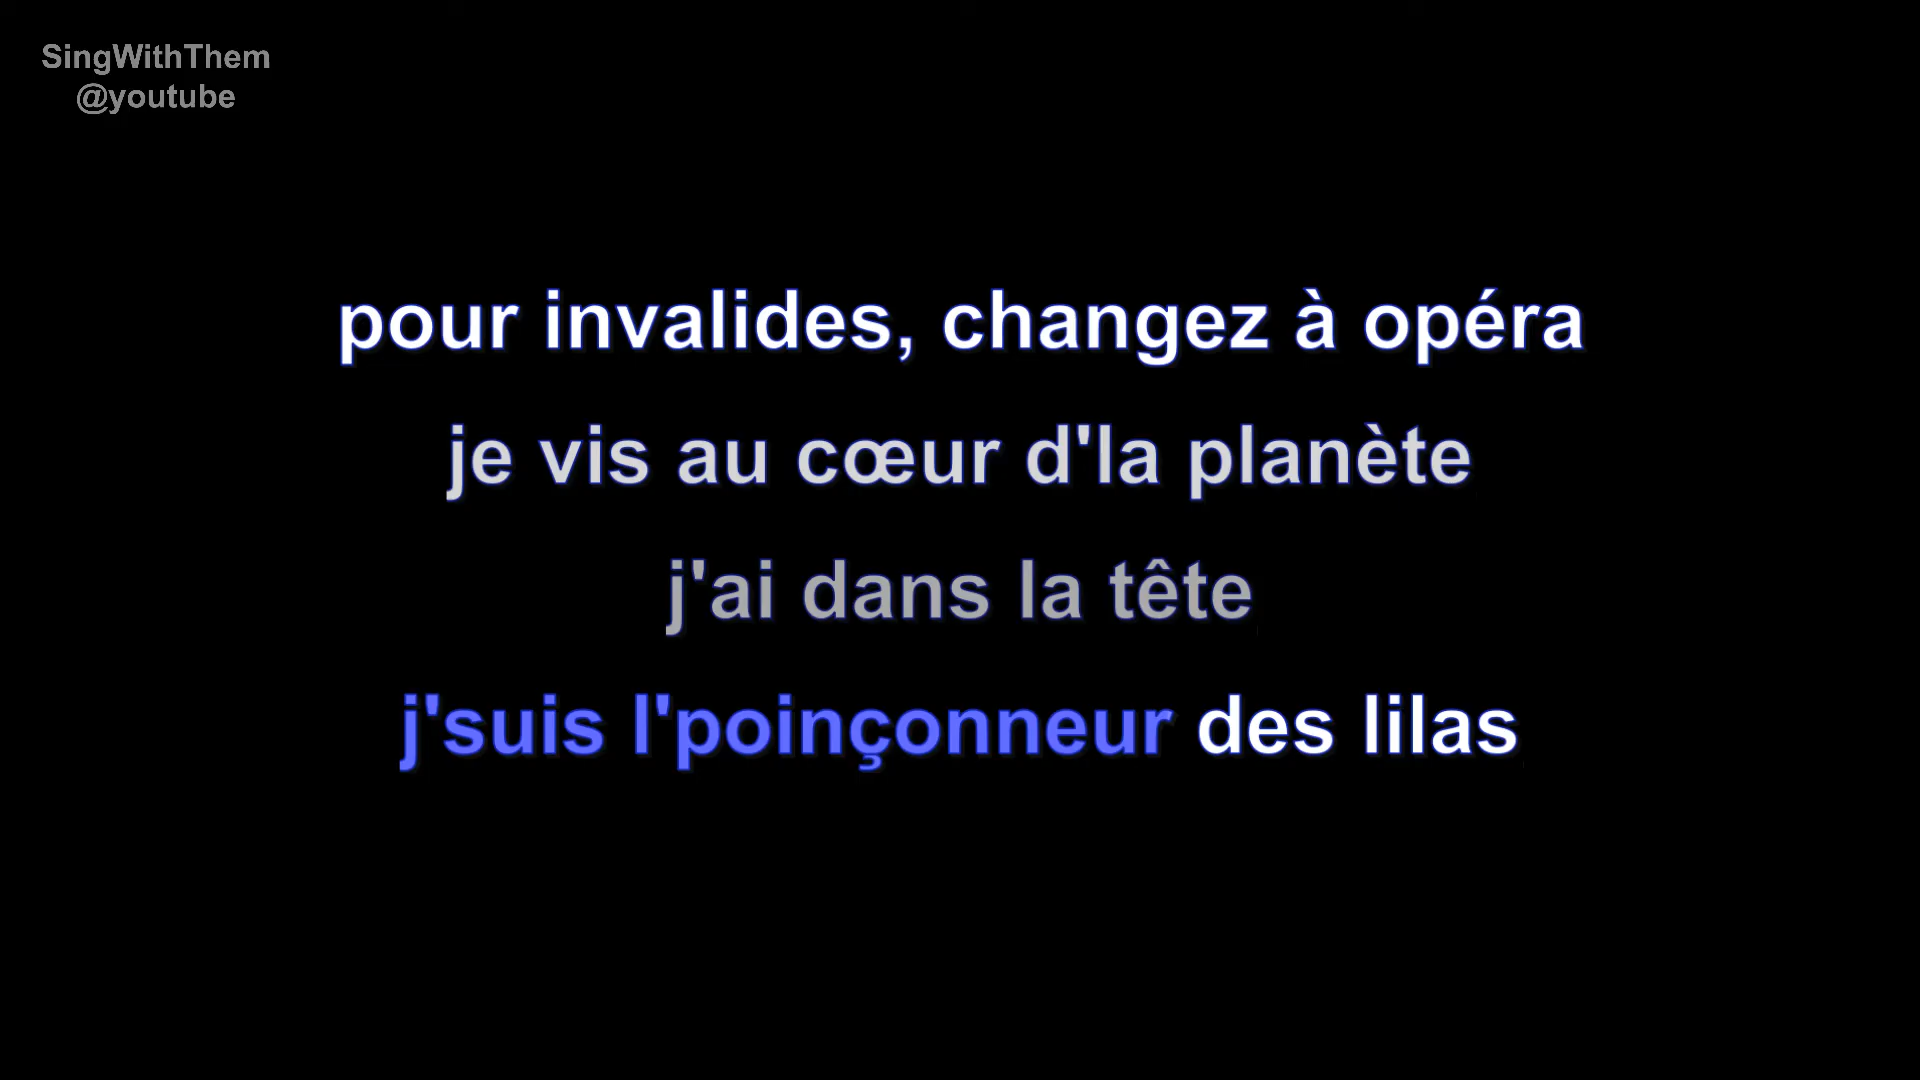 SingWithThem
@youtube
pour invalides, changez à opéra
je vis au cœur d'la planète
j'ai dans la tête
j'suis l'poinçonneur des lilas